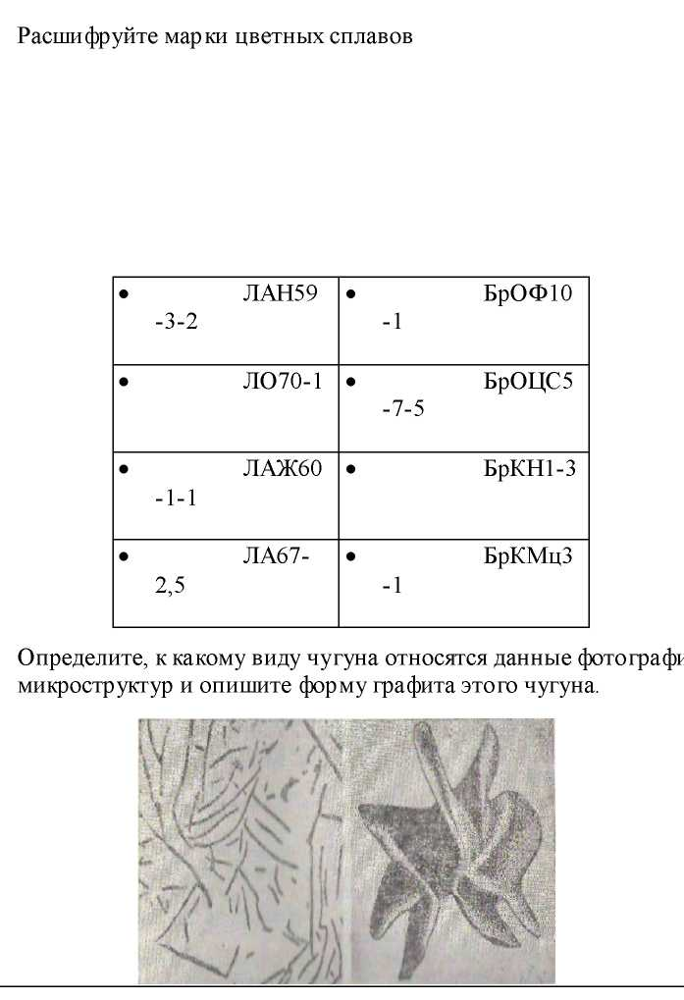 Расшифруйте марки цветных сплавов
• ЛАН59
-3-2
• БрОФ10
-1
• ЛО70-1
• БрОЦС5
-7-5
• ЛАЖ60
-1-1
• БрКН1-3
• ЛА67-
2,5
• БрКМц3
-1
Определите, к какому виду чугуна относятся данные фотографи
микроструктур и опишите форму графита этого чугуна.